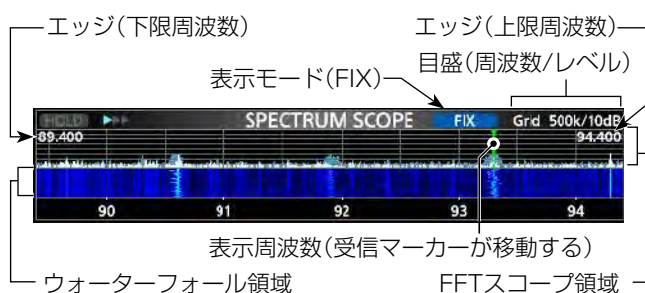 エッジ(下限周波数) エッジ(上限周波数)
目盛(周波数/レベル)
表示モード(FIX)
HOLD SPECTRUM SCOPE FIX Grd 500k/10dB
89.400 94.400
90 91 92 93 94
表示周波数(受信マーカーが移動する)
ウォーターフォール領域 FFTスコープ領域